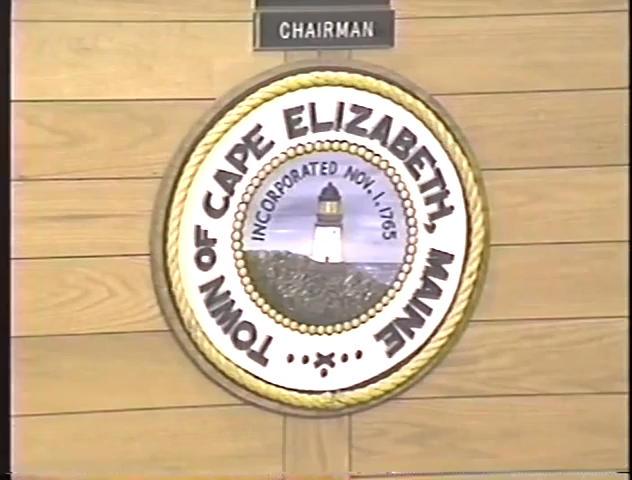 CHAIRMAN
TOWN OF CAPE ELIZABETH, MAINE
INCORPORATED NOV. 1, 1765